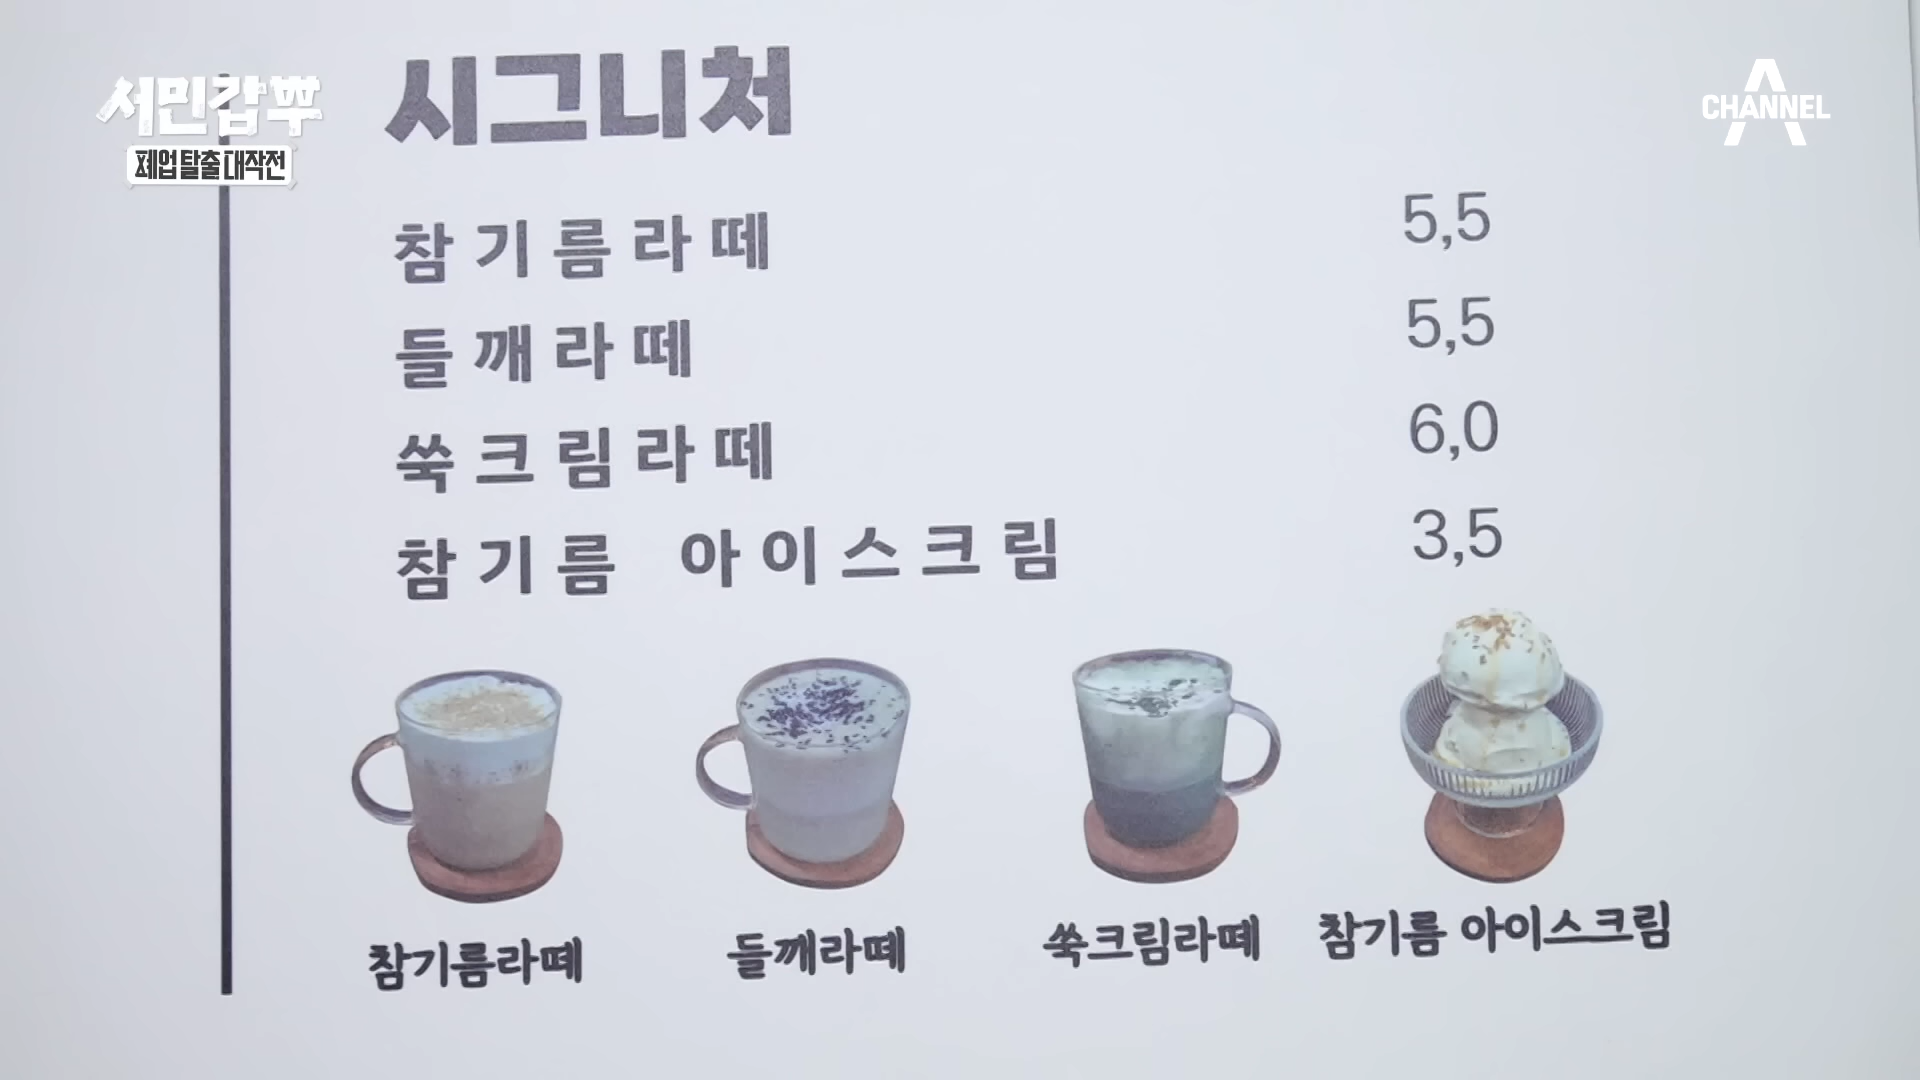 서민갑뿌
폐업 탈출 대작전
CHANNEL A
시그니처
참기름라떼 5,5
들깨라떼 5,5
쑥크림라떼 6,0
참기름 아이스크림 3,5
참기름라떼 들깨라떼 쑥크림라떼 참기름 아이스크림